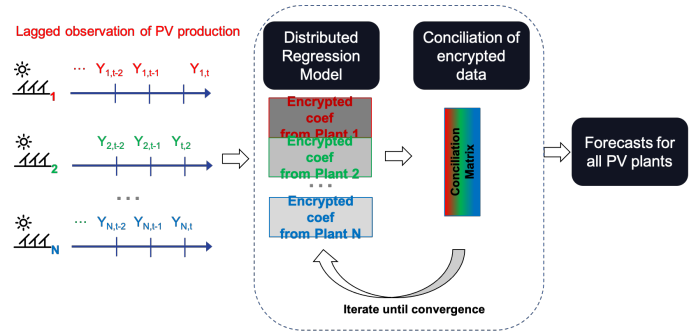 Lagged observation of PV production
... Y1,t-2 Y1,t-1 Y1,t
1
Y2,t-2 Y2,t-1 Yt,2
2
...
... YN,t-2 YN,t-1 YN,t
N
Distributed
Regression
Model
Encrypted
coef
from Plant 1
Encrypted
coef
from Plant 2
...
Encrypted
coef
from Plant N
Conciliation of
encrypted
data
Conciliation
Matrix
Iterate until convergence
Forecasts for
all PV plants